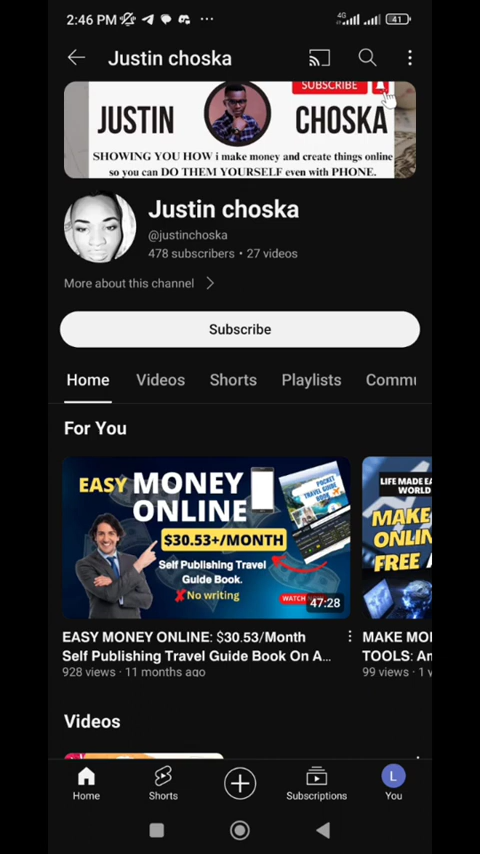 2:46 PM
4G
41
Justin choska
SUBSCRIBE
JUSTIN CHOSKA
SHOWING YOU HOW i make money and create things online
so you can DO THEM YOURSELF even with PHONE.
Justin choska
@justinchoska
478 subscribers • 27 videos
More about this channel
Subscribe
Home Videos Shorts Playlists Commu
For You
EASY MONEY
ONLINE
$30.53+/MONTH
Self Publishing Travel
Guide Book.
No writing
POCKET
TRAVEL GUIDE
BOOK
WATCH NOW
47:28
LIFE MADE EA
WORLD
MAKE
ONLIN
FREE A
EASY MONEY ONLINE: $30.53/Month
Self Publishing Travel Guide Book On A...
928 views · 11 months ago
MAKE MO
TOOLS: Am
99 views · 1 y
Videos
Home
Shorts
Subscriptions
L
You